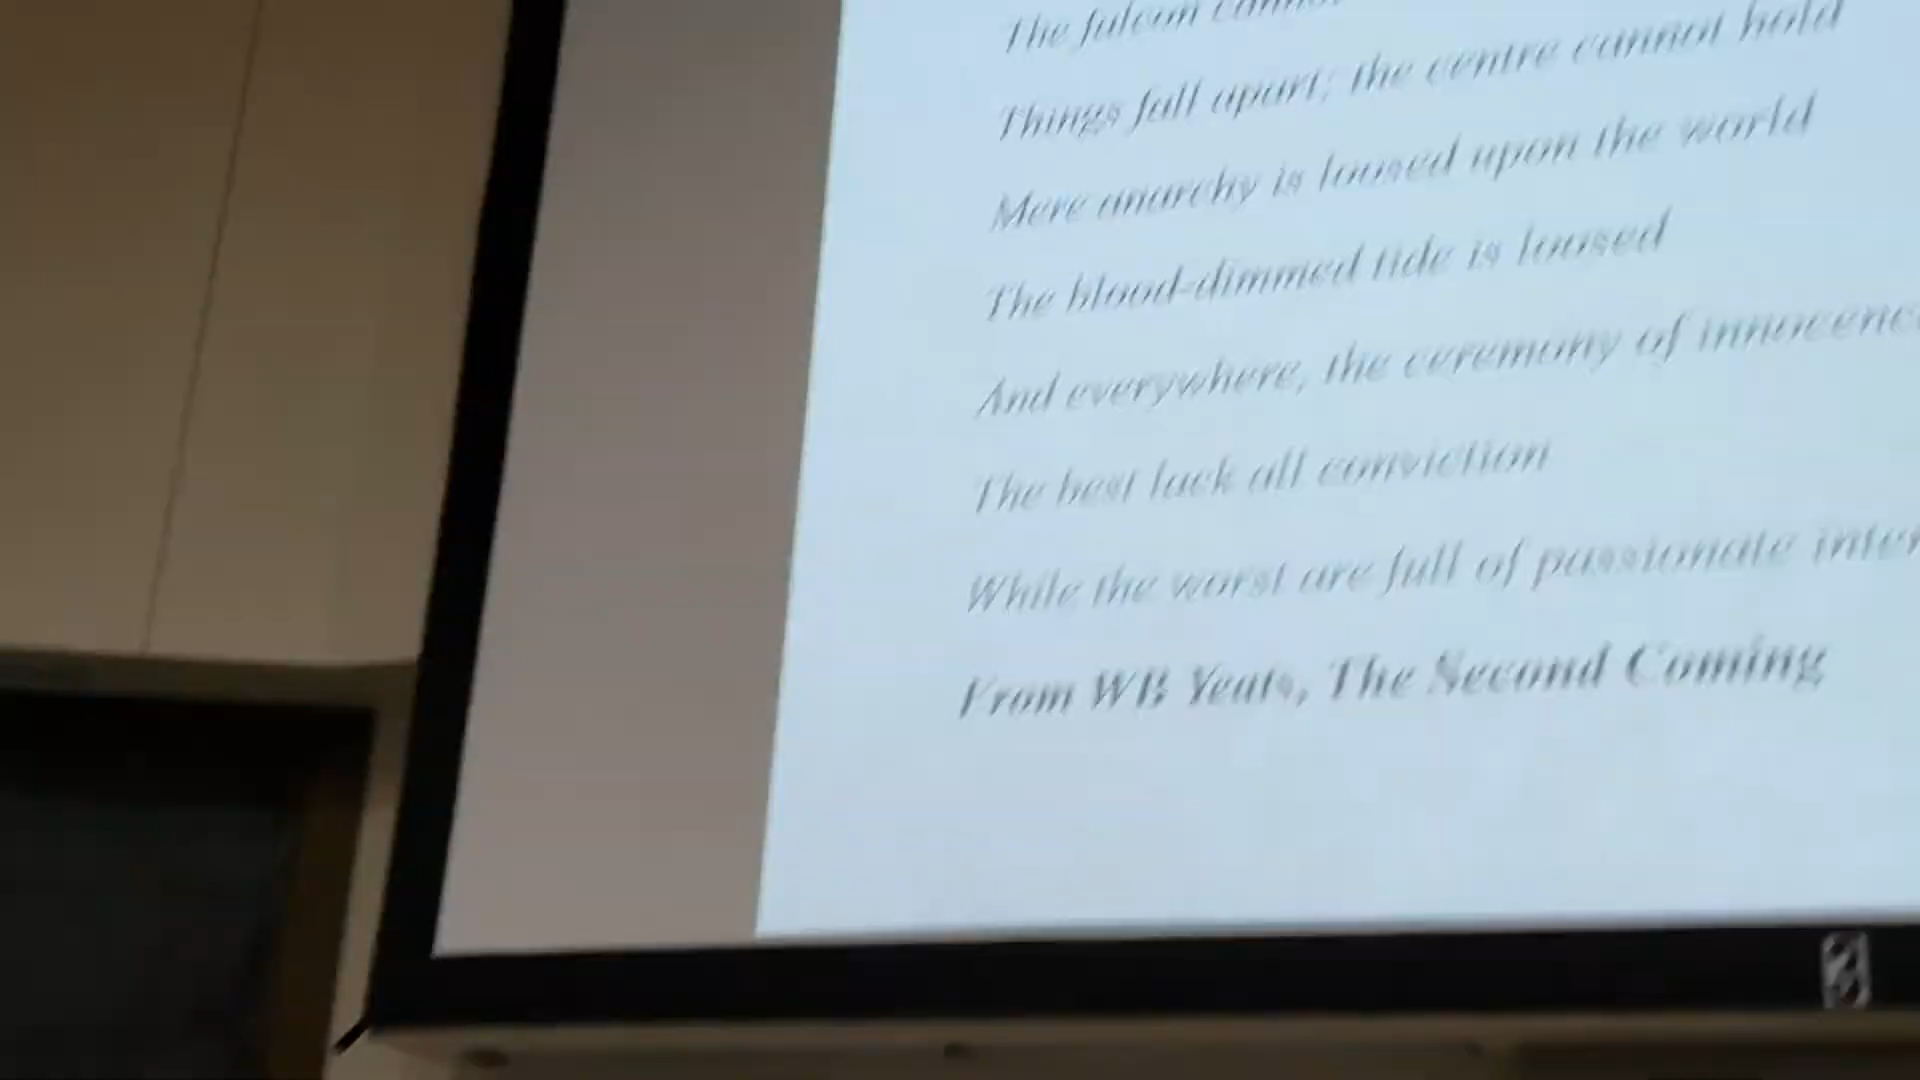 The falcon
Things fall apart; the centre cannot hold
Mere anarchy is loosed upon the world
The blood-dimmed tide is loosed
And everywhere, the ceremony of
The best lack all conviction
While the worst are full of passionate
From WB Yeats, The Second Coming